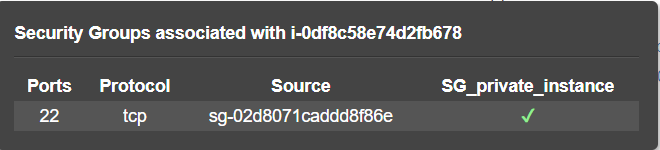 Security Groups associated with i-0df8c58e74d2fb678
Ports Protocol Source SG_private_instance
22 tcp sg-02d8071caddd8f86e ✓